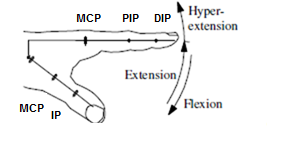 MCP PIP DIP
Hyper-
extension
Extension
Flexion
MCP IP